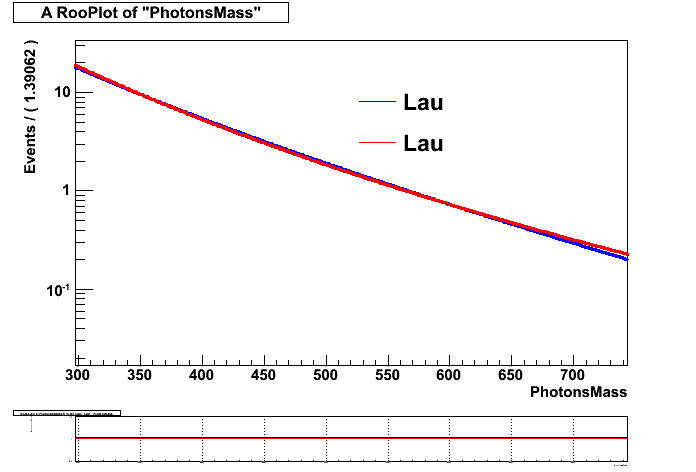 A RooPlot of "PhotonsMass"
Events / ( 1.39062 )
10
1
10-1
Lau
Lau
300 350 400 450 500 550 600 650 700
PhotonsMass